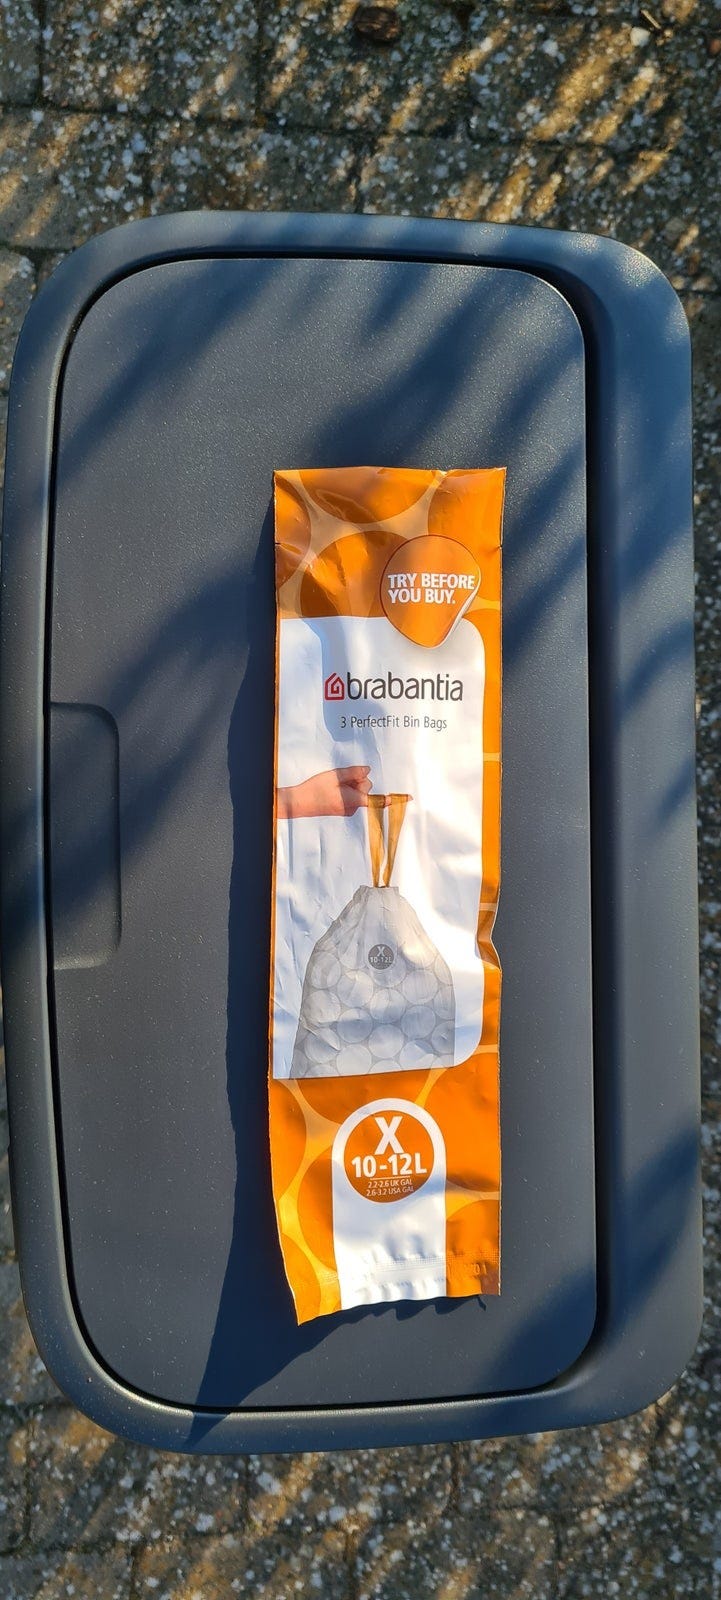 TRY BEFORE
YOU BUY.
brabantia
3 PerfectFit Bin Bags
X
10-12L
X
10-12L
2.2-2.6 UK GAL
2.6-3.2 USA GAL